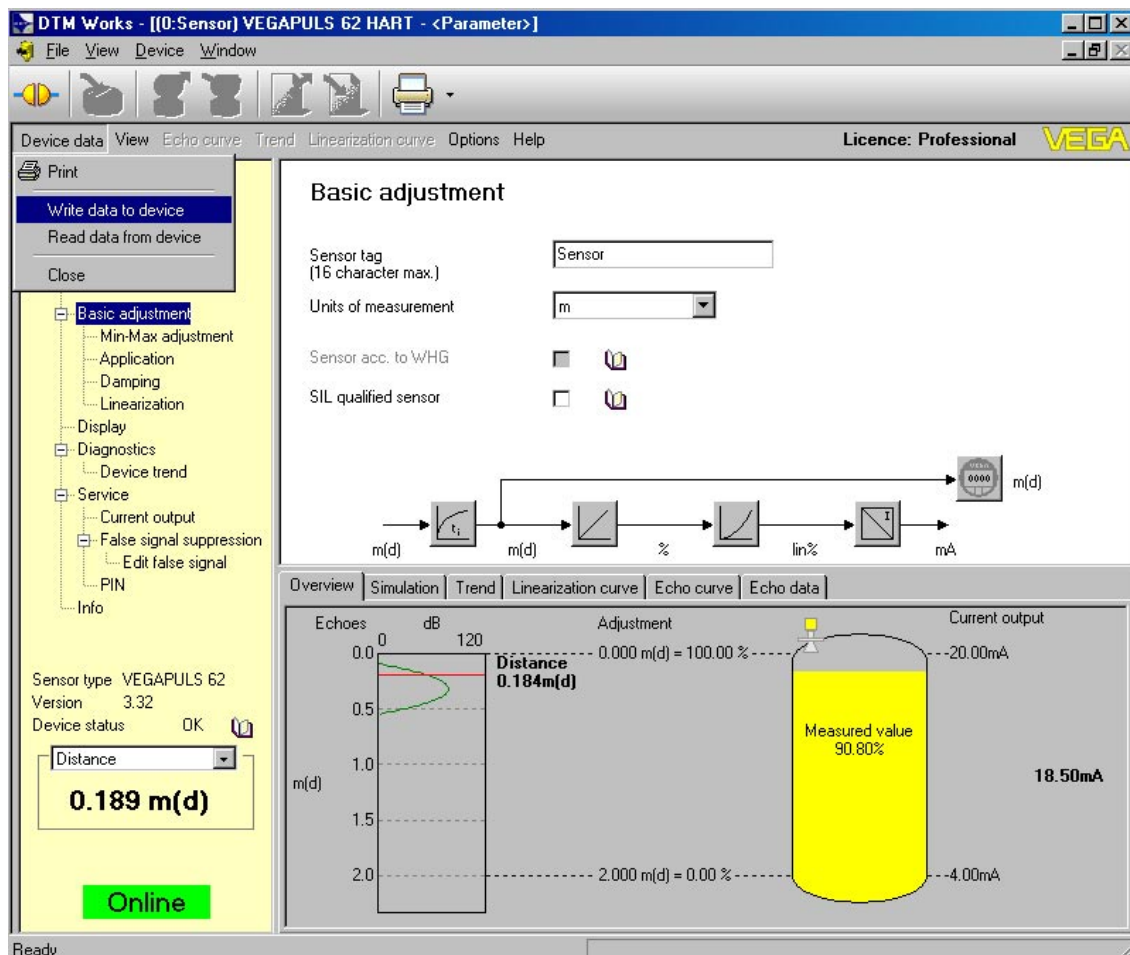 DTM Works - [(0:Sensor) VEGAPULS 62 HART - <Parameter>]
File View Device Window
Device data View Echo curve Trend Linearization curve Options Help Licence: Professional VEGA
Print
Write data to device
Read data from device
Close
Basic adjustment
Min-Max adjustment
Application
Damping
Linearization
Display
Diagnostics
Device trend
Service
Current output
False signal suppression
Edit false signal
PIN
Info
Sensor type VEGAPULS 62
Version 3.32
Device status OK
Distance
0.189 m(d)
Online
Basic adjustment
Sensor tag
(16 character max.)
Sensor
Units of measurement m
Sensor acc. to WHG
SIL qualified sensor
VEGA
0000 m(d)
m(d) ti m(d) % lin% I mA
Overview Simulation Trend Linearization curve Echo curve Echo data
Echoes dB Adjustment Current output
0 120
0.0 0.000 m(d) = 100.00 % 20.00mA
Distance
0.184m(d)
0.5
Measured value
90.80%
1.0
m(d) 18.50mA
1.5
2.0 2.000 m(d) = 0.00 % 4.00mA
Ready